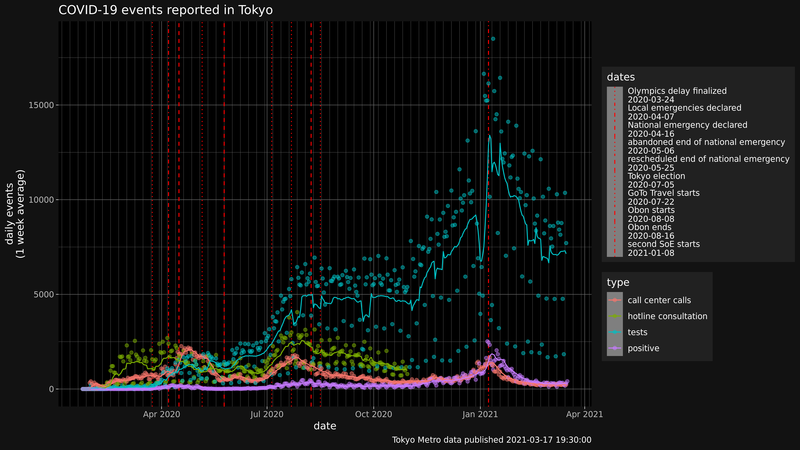 COVID-19 events reported in Tokyo
daily events
(1 week average)
15000
10000
5000
0
Apr 2020
Jul 2020
Oct 2020
Jan 2021
Apr 2021
date
dates
Olympics delay finalized
2020-03-24
Local emergencies declared
2020-04-07
National emergency declared
2020-04-16
abandoned end of national emergency
2020-05-06
rescheduled end of national emergency
2020-05-25
Tokyo election
2020-07-05
GoTo Travel starts
2020-07-22
Obon starts
2020-08-08
Obon ends
2020-08-16
second SoE starts
2021-01-08
type
call center calls
hotline consultation
tests
positive
Tokyo Metro data published 2021-03-17 19:30:00